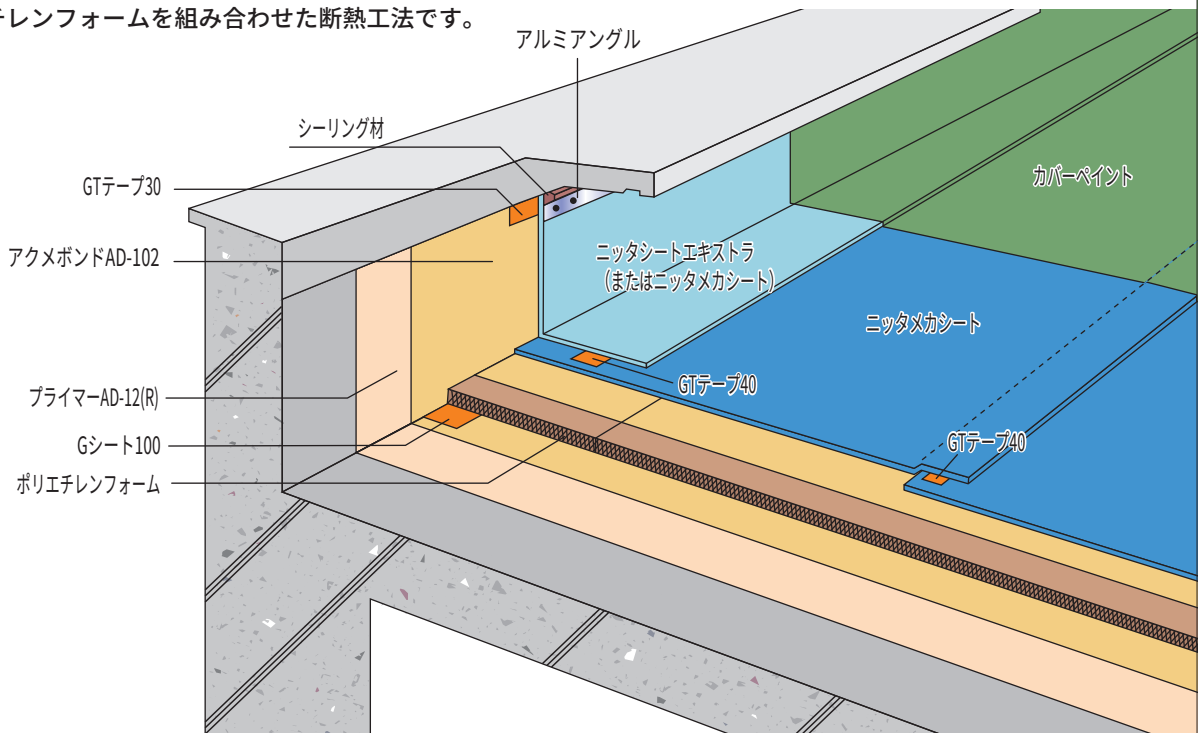 チレンフォームを組み合わせた断熱工法です。
アルミアングル
シーリング材
GTテープ30
アクメボンドAD-102
カバーペイント
ニッタシートエキストラ
(またはニッタメカシート)
ニッタメカシート
GTテープ40
プライマーAD-12(R)
Gシート100
GTテープ40
ポリエチレンフォーム